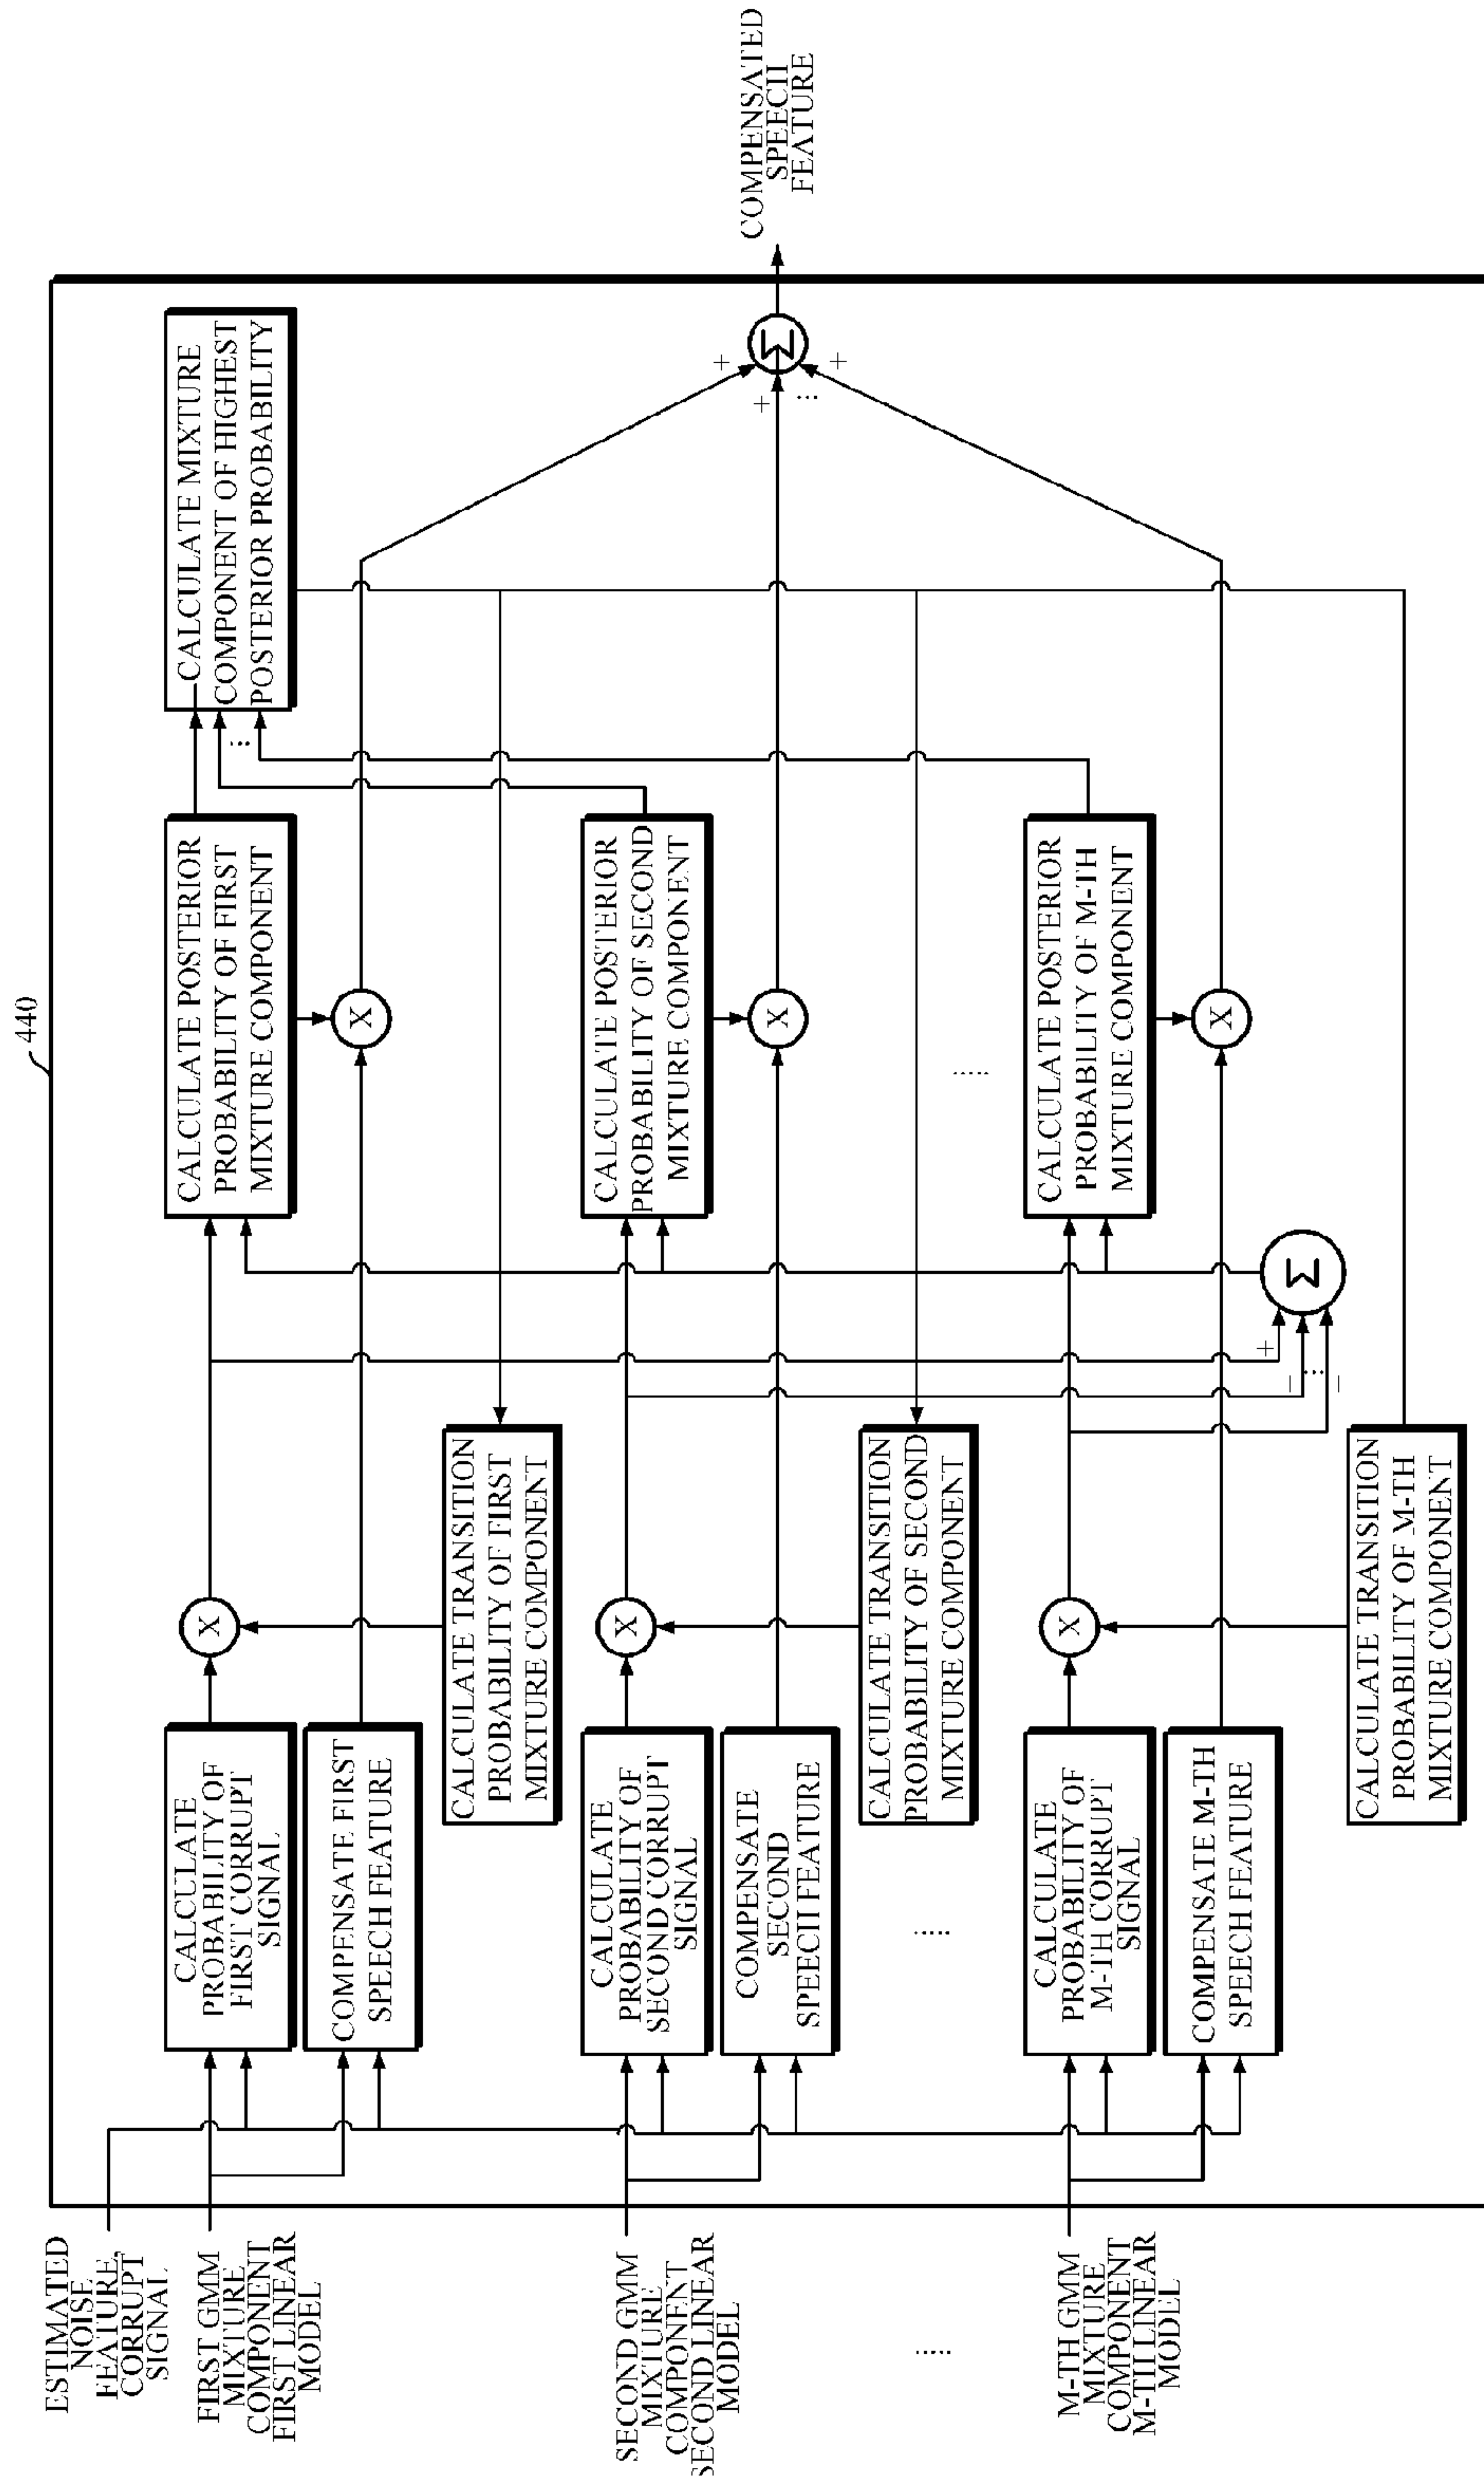 440
ESTIMATED
NOISE
FEATURE,
CORRUPT
SIGNAL
FIRST GMM
MIXTURE
COMPONENT
FIRST LINEAR
MODEL
SECOND GMM
MIXTURE
COMPONENT
SECOND LINEAR
MODEL
.....
M-TH GMM
MIXTURE
COMPONENT
M-TH LINEAR
MODEL
CALCULATE
PROBABILITY OF
FIRST CORRUPT
SIGNAL
COMPENSATE FIRST
SPEECH FEATURE
CALCULATE
PROBABILITY OF
SECOND CORRUPT
SIGNAL
COMPENSATE
SECOND
SPEECH FEATURE
.....
CALCULATE
PROBABILITY OF
M-TH CORRUPT
SIGNAL
COMPENSATE M-TH
SPEECH FEATURE
X
CALCULATE TRANSITION
PROBABILITY OF FIRST
MIXTURE COMPONENT
X
CALCULATE TRANSITION
PROBABILITY OF SECOND
MIXTURE COMPONENT
X
CALCULATE TRANSITION
PROBABILITY OF M-TH
MIXTURE COMPONENT
+
–
...
–
Σ
CALCULATE POSTERIOR
PROBABILITY OF FIRST
MIXTURE COMPONENT
X
CALCULATE POSTERIOR
PROBABILITY OF SECOND
MIXTURE COMPONENT
X
.....
CALCULATE POSTERIOR
PROBABILITY OF M-TH
MIXTURE COMPONENT
X
...
CALCULATE MIXTURE
COMPONENT OF HIGHEST
POSTERIOR PROBABILITY
+
+
...
+
Σ
COMPENSATED
SPEECH
FEATURE